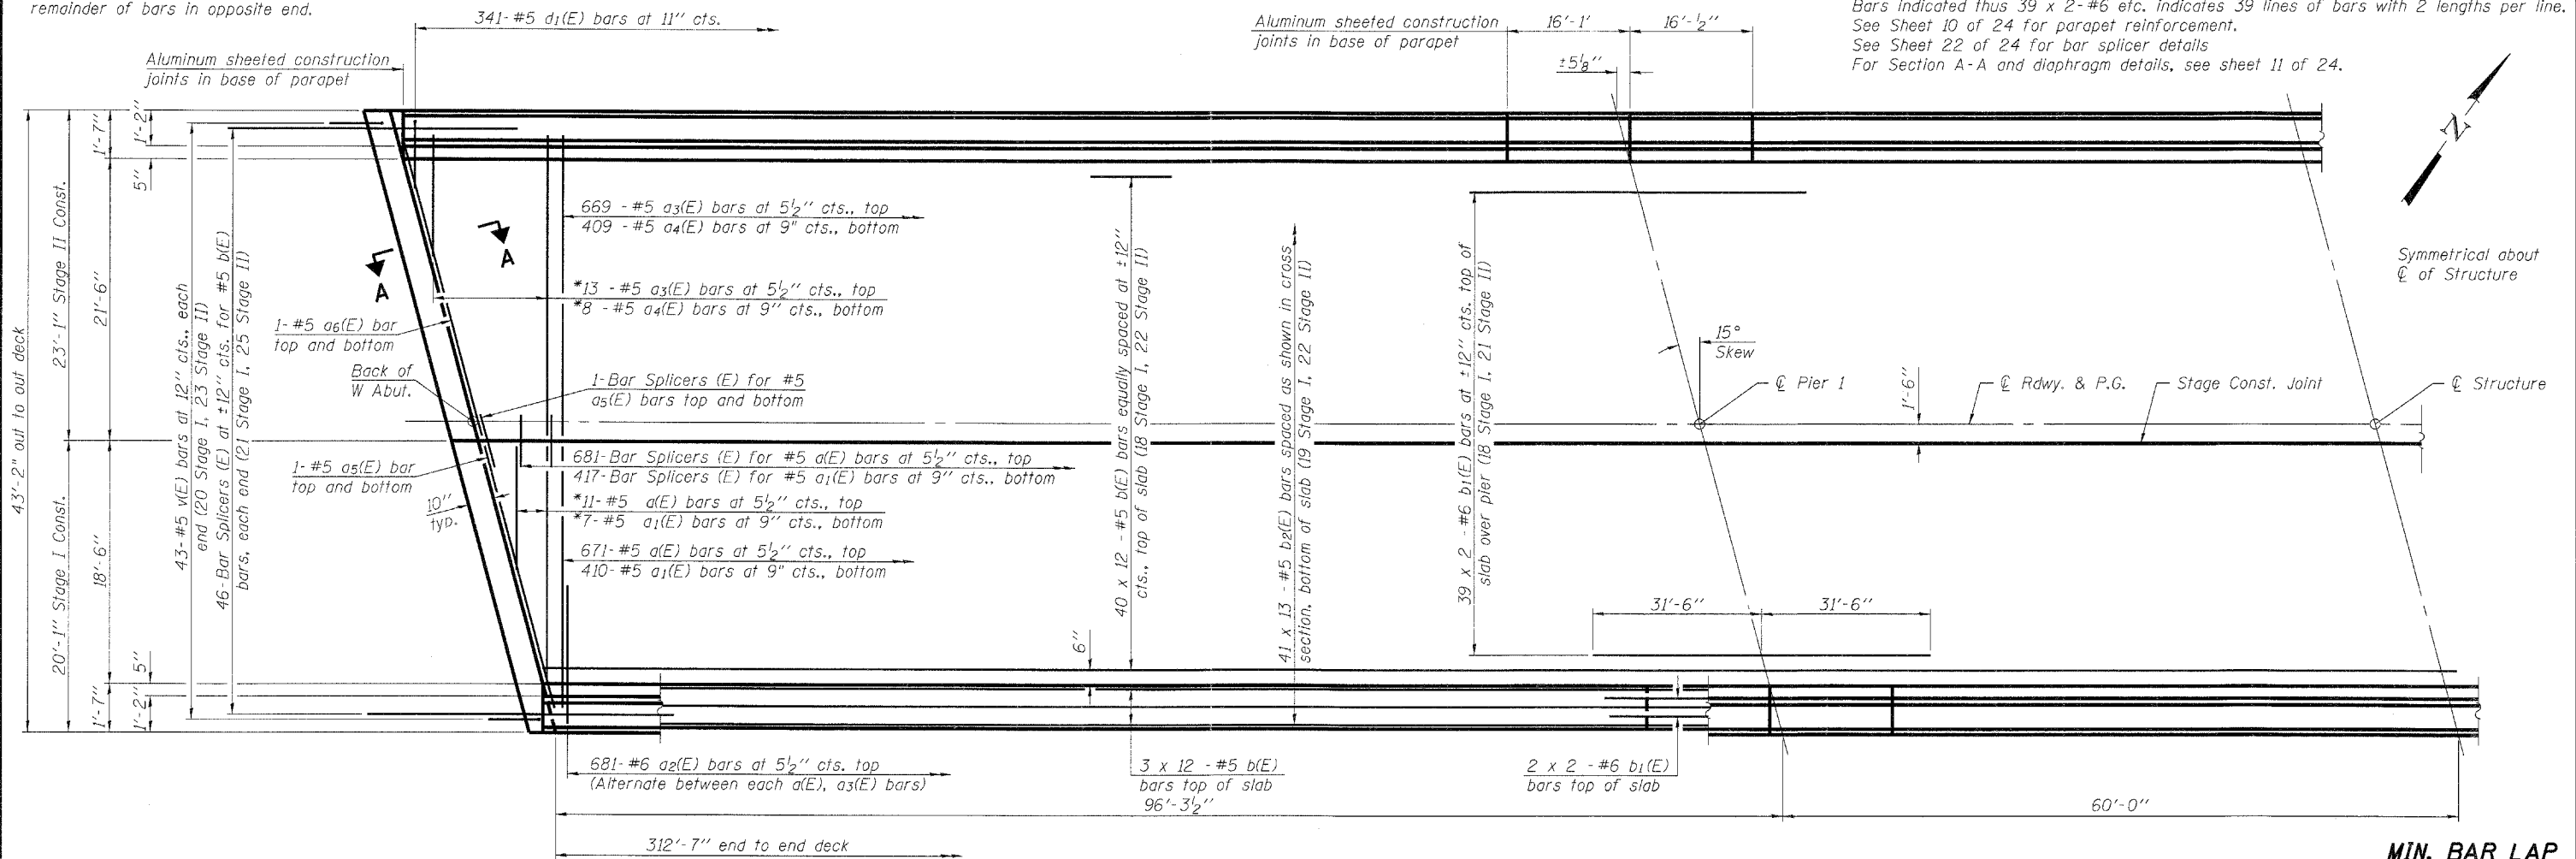 remainder of bars in opposite end.
341-#5 d1(E) bars at 11" cts.
Aluminum sheeted construction
joints in base of parapet
Aluminum sheeted construction
joints in base of parapet
16'-1'
16'-½"
±5⅛"
Bars indicated thus 39 x 2-#6 etc. indicates 39 lines of bars with 2 lengths per line.
See Sheet 10 of 24 for parapet reinforcement.
See Sheet 22 of 24 for bar splicer details
For Section A-A and diaphragm details, see sheet 11 of 24.
N
43'-2" out to out deck
23'-1" Stage II Const.
20'-1" Stage I Const.
1'-7"
21'-6"
18'-6"
1'-7"
1'-2"
5"
5"
1'-2"
43-#5 v(E) bars at 12" cts., each
end (20 Stage I, 23 Stage II)
46-Bar Splicers (E) at ±12" cts. for #5 b(E)
bars, each end (21 Stage I, 25 Stage II)
A
A
669 -#5 a3(E) bars at 5½" cts., top
409 -#5 a4(E) bars at 9" cts., bottom
*13 -#5 a3(E) bars at 5½" cts., top
*8 -#5 a4(E) bars at 9" cts., bottom
1-#5 a6(E) bar
top and bottom
Back of
W Abut.
1-Bar Splicers (E) for #5
a5(E) bars top and bottom
1-#5 a5(E) bar
top and bottom
10"
typ.
681-Bar Splicers (E) for #5 a(E) bars at 5½" cts., top
417-Bar Splicers (E) for #5 a1(E) bars at 9" cts., bottom
*11-#5 a(E) bars at 5½" cts., top
*7-#5 a1(E) bars at 9" cts., bottom
671-#5 a(E) bars at 5½" cts., top
410-#5 a1(E) bars at 9" cts., bottom
40 x 12 -#5 b(E) bars equally spaced at ±12"
cts., top of slab (18 Stage I, 22 Stage II)
41 x 13 -#5 b2(E) bars spaced as shown in cross
section, bottom of slab (19 Stage I, 22 Stage II)
39 x 2 -#6 b1(E) bars at ±12" cts. top of
slab over pier (18 Stage I, 21 Stage II)
15°
Skew
℄ Pier 1
℄ Rdwy. & P.G.
1'-6"
Stage Const. Joint
℄ Structure
Symmetrical about
℄ of Structure
31'-6"
31'-6"
6"
681-#6 a2(E) bars at 5½" cts. top
(Alternate between each a(E), a3(E) bars)
3 x 12 -#5 b(E)
bars top of slab
2 x 2 -#6 b1(E)
bars top of slab
96'-3½"
60'-0"
312'-7" end to end deck
MIN. BAR LAP